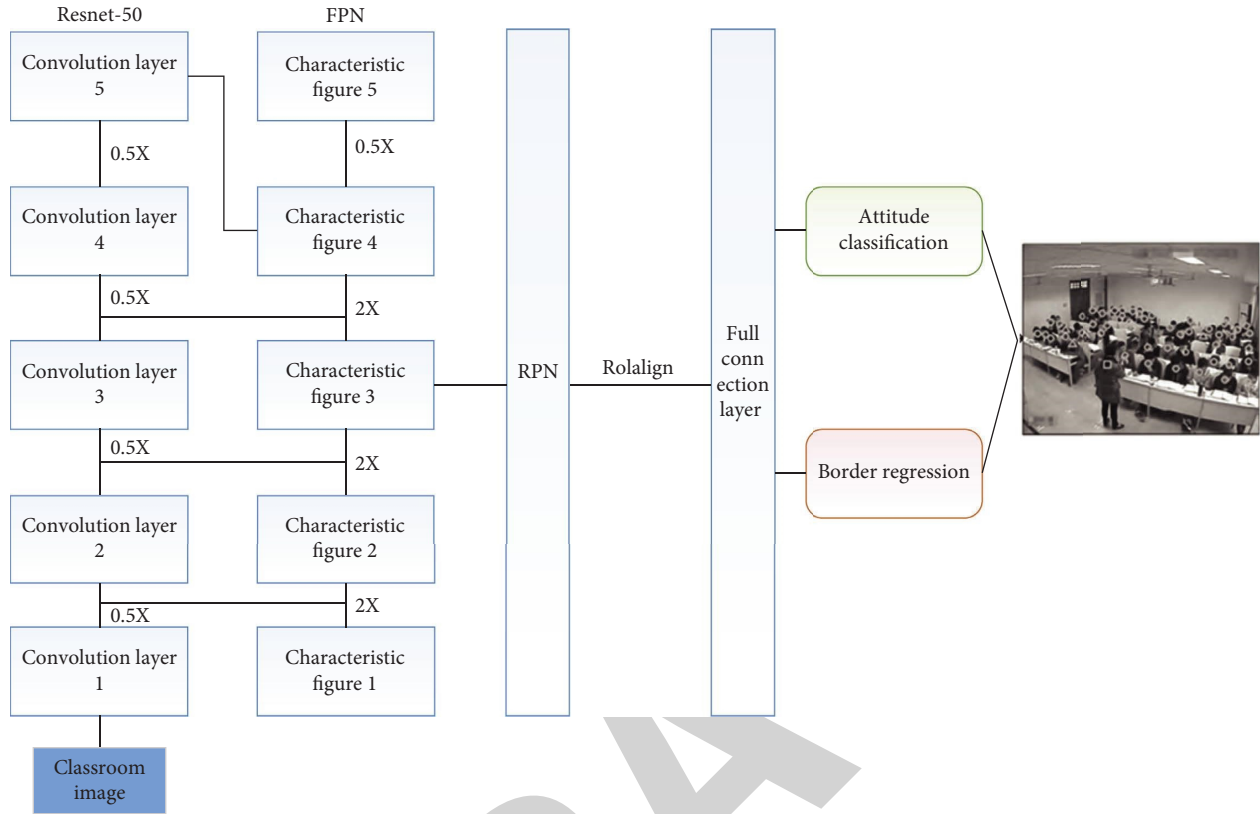 Resnet-50
FPN
Convolution layer
5
Characteristic
figure 5
0.5X
0.5X
Convolution layer
4
Characteristic
figure 4
0.5X
2X
Convolution layer
3
Characteristic
figure 3
0.5X
2X
Convolution layer
2
Characteristic
figure 2
0.5X
2X
Convolution layer
1
Characteristic
figure 1
Classroom
image
RPN
Rolalign
Full
conn
ection
layer
Attitude
classification
Border regression